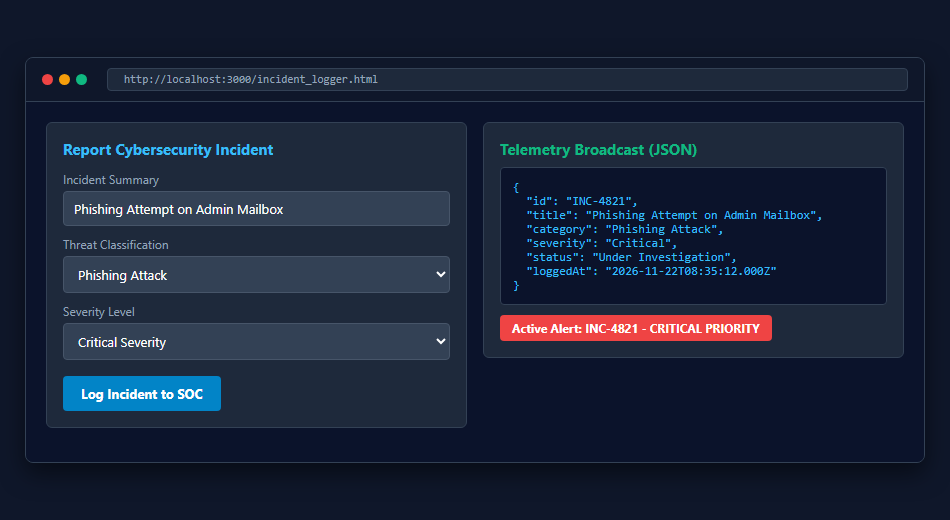 http://localhost:3000/incident_logger.html
Report Cybersecurity Incident
Incident Summary
Phishing Attempt on Admin Mailbox
Threat Classification
Phishing Attack
Severity Level
Critical Severity
Log Incident to SOC
Telemetry Broadcast (JSON)
{
  "id": "INC-4821",
  "title": "Phishing Attempt on Admin Mailbox",
  "category": "Phishing Attack",
  "severity": "Critical",
  "status": "Under Investigation",
  "loggedAt": "2026-11-22T08:35:12.000Z"
}
Active Alert: INC-4821 - CRITICAL PRIORITY